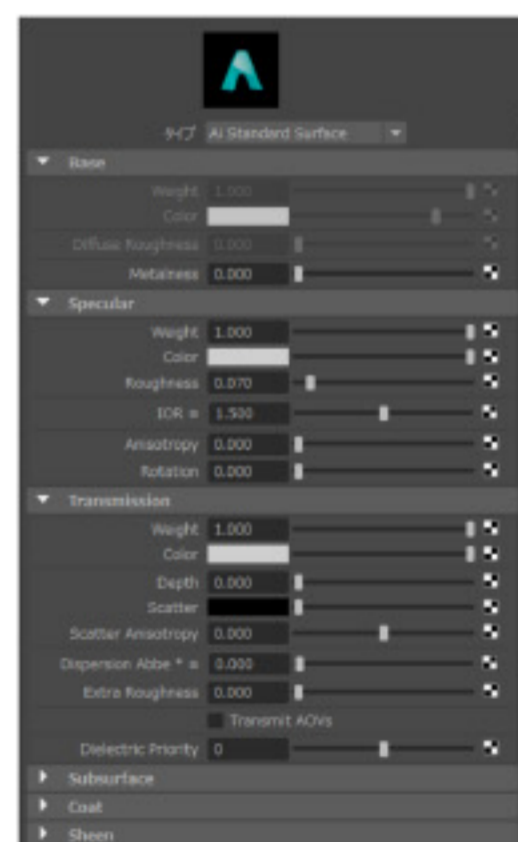 タイプ Ai Standard Surface
Base
Weight 1.000
Color
Diffuse Roughness 0.000
Metalness 0.000
Specular
Weight 1.000
Color
Roughness 0.070
IOR = 1.500
Anisotropy 0.000
Rotation 0.000
Transmission
Weight 1.000
Color
Depth 0.000
Scatter
Scatter Anisotropy 0.000
Dispersion Abbe * = 0.000
Extra Roughness 0.000
Transmit AOVs
Dielectric Priority 0
Subsurface
Coat
Sheen